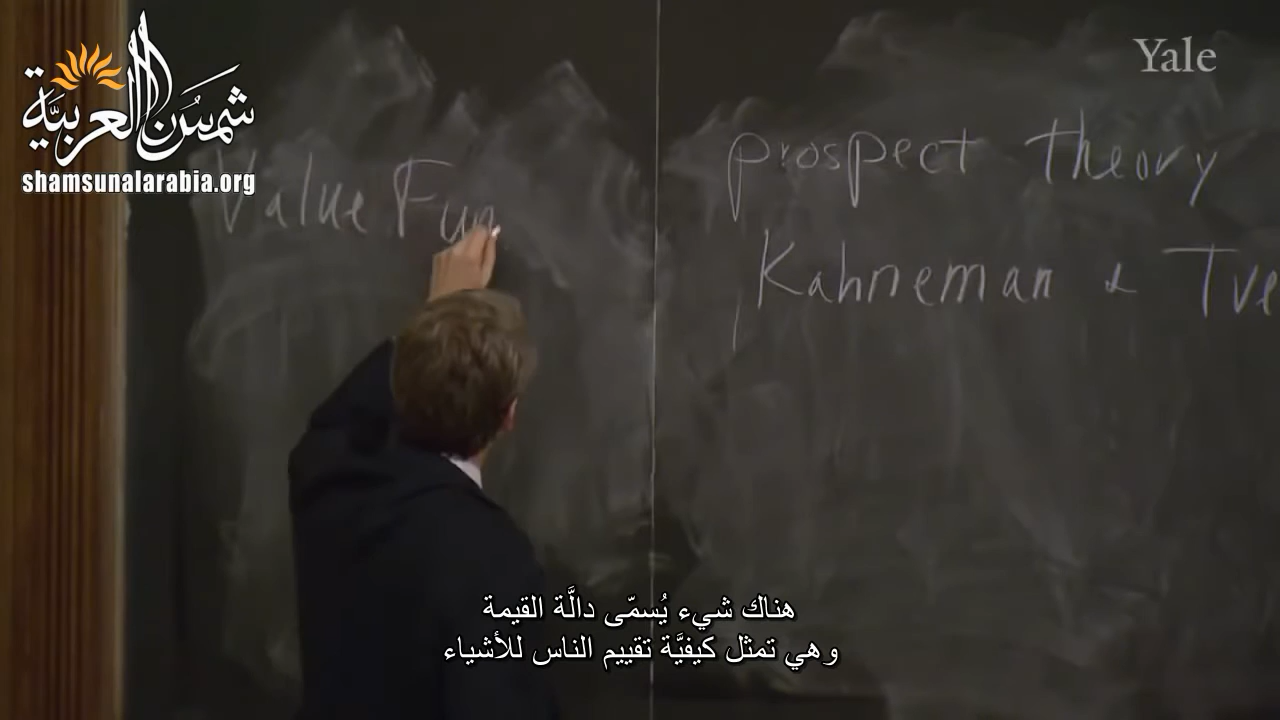 شمس العربية
shamsunalarabia.org
Yale
Value Fun
prospect theory
Kahneman & Tve
هناك شيء يُسمّى دالَّة القيمة
وهي تمثل كيفيَّة تقييم الناس للأشياء